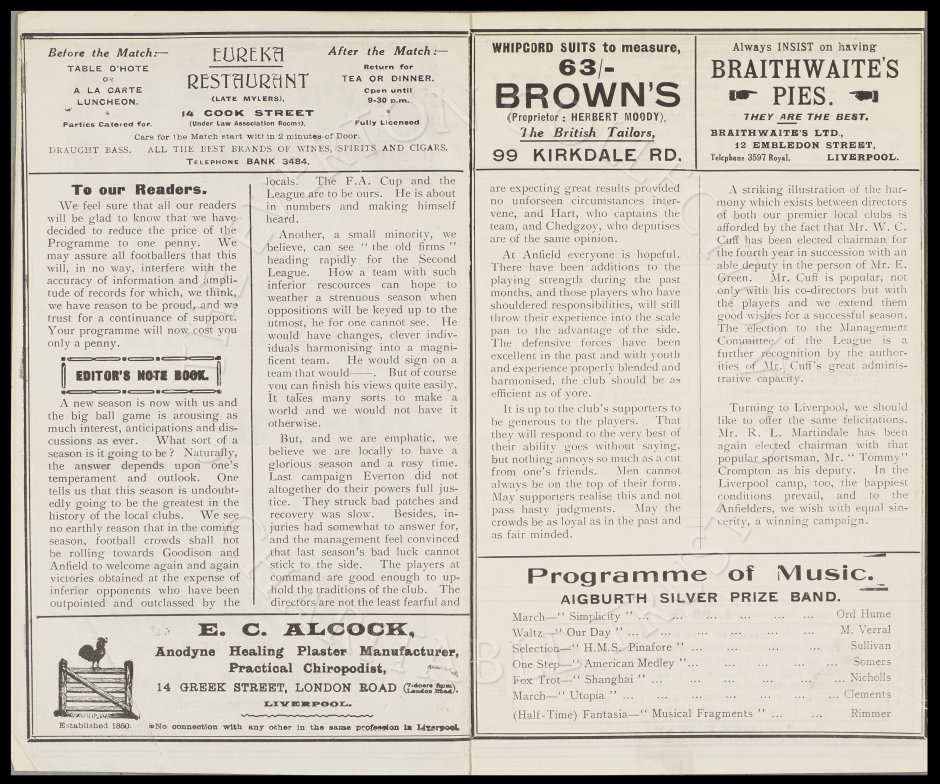 Before the Match:—
TABLE D'HOTE
OR
A LA CARTE
LUNCHEON.
*
Parties Catered for.
EUREKA
RESTAURANT
(LATE MYLERS),
14 COOK STREET
(Under Law Association Rooms).
After the Match:—
Return for
TEA OR DINNER.
Open until
9-30 p.m.
*
Fully Licensed
Cars for the Match start within 2 minutes of Door.
DRAUGHT BASS. ALL THE BEST BRANDS OF WINES, SPIRITS AND CIGARS.
TELEPHONE BANK 3484.
To our Readers.
We feel sure that all our readers
will be glad to know that we have
decided to reduce the price of the
Programme to one penny. We
may assure all footballers that this
will, in no way, interfere with the
accuracy of information and ampli-
tude of records for which, we think,
we have reason to be proud, and we
trust for a continuance of support.
Your programme will now cost you
only a penny.
EDITOR'S NOTE BOOK.
A new season is now with us and
the big ball game is arousing as
much interest, anticipations and dis-
cussions as ever. What sort of a
season is it going to be? Naturally,
the answer depends upon one's
temperament and outlook. One
tells us that this season is undoubt-
edly going to be the greatest in the
history of the local clubs. We see
no earthly reason that in the coming
season, football crowds shall not
be rolling towards Goodison and
Anfield to welcome again and again
victories obtained at the expense of
inferior opponents who have been
outpointed and outclassed by the
locals. The F.A. Cup and the
League are to be ours. He is about
in numbers and making himself
heard.
Another, a small minority, we
believe, can see " the old firms "
heading rapidly for the Second
League. How a team with such
inferior rescources can hope to
weather a strenuous season when
oppositions will be keyed up to the
utmost, he for one cannot see. He
would have changes, clever indiv-
iduals harmonising into a magni-
ficent team. He would sign on a
team that would——. But of course
you can finish his views quite easily.
It takes many sorts to make a
world and we would not have it
otherwise.
But, and we are emphatic, we
believe we are locally to have a
glorious season and a rosy time.
Last campaign Everton did not
altogether do their powers full jus-
tice. They struck bad patches and
recovery was slow. Besides, in-
juries had somewhat to answer for,
and the management feel convinced
that last season's bad luck cannot
stick to the side. The players at
command are good enough to up-
hold the traditions of the club. The
directors are not the least fearful and
E. C. ALCOCK,
Anodyne Healing Plaster Manufacturer,
Practical Chiropodist,
14 GREEK STREET, LONDON ROAD (7-doors from London Road).
LIVERPOOL.
Established 1850.
No connection with any other in the same profession in Liverpool.
WHIPCORD SUITS to measure,
63/-
BROWN'S
(Proprietor : HERBERT MOODY),
The British Tailors,
99 KIRKDALE RD.
Always INSIST on having
BRAITHWAITE'S
PIES.
THEY ARE THE BEST.
BRAITHWAITE'S LTD.,
12 EMBLEDON STREET,
Telephone 3597 Royal. LIVERPOOL.
are expecting great results provided
no unforseen circumstances inter-
vene, and Hart, who captains the
team, and Chedgzoy, who deputises
are of the same opinion.
At Anfield everyone is hopeful.
There have been additions to the
playing strength during the past
months, and those players who have
shouldered responsibilities, will still
throw their experience into the scale
pan to the advantage of the side.
The defensive forces have been
excellent in the past and with youth
and experience properly blended and
harmonised, the club should be as
efficient as of yore.
It is up to the club's supporters to
be generous to the players. That
they will respond to the very best of
their ability goes without saying,
but nothing annoys so much as a cut
from one's friends. Men cannot
always be on the top of their form.
May supporters realise this and not
pass hasty judgments. May the
crowds be as loyal as in the past and
as fair minded.
A striking illustration of the har-
mony which exists between directors
of both our premier local clubs is
afforded by the fact that Mr. W. C.
Cuff has been elected chairman for
the fourth year in succession with an
able deputy in the person of Mr. E.
Green. Mr. Cuff is popular, not
only with his co-directors but with
the players and we extend them
good wishes for a successful season.
The election to the Management
Committee of the League is a
further recognition by the author-
ities of Mr. Cuff's great adminis-
trative capacity.
Turning to Liverpool, we should
like to offer the same felicitations.
Mr. R. L. Martindale has been
again elected chairman with that
popular sportsman, Mr. " Tommy"
Crompton as his deputy. In the
Liverpool camp, too, the happiest
conditions prevail, and to the
Anfielders, we wish with equal sin-
cerity, a winning campaign.
Programme of Music.
AIGBURTH SILVER PRIZE BAND.
March—" Simplicity " ... ... ... ... ... Ord Hume
Waltz—" Our Day " ... ... ... ... ... M. Verral
Selection—" H.M.S. Pinafore " ... ... ... ... Sullivan
One Step—" American Medley "... ... ... ... Somers
Fox Trot—" Shanghai " ... ... ... ... ... Nicholls
March—" Utopia " ... ... ... ... ... ... Clements
(Half-Time) Fantasia—" Musical Fragments " ... ... Rimmer